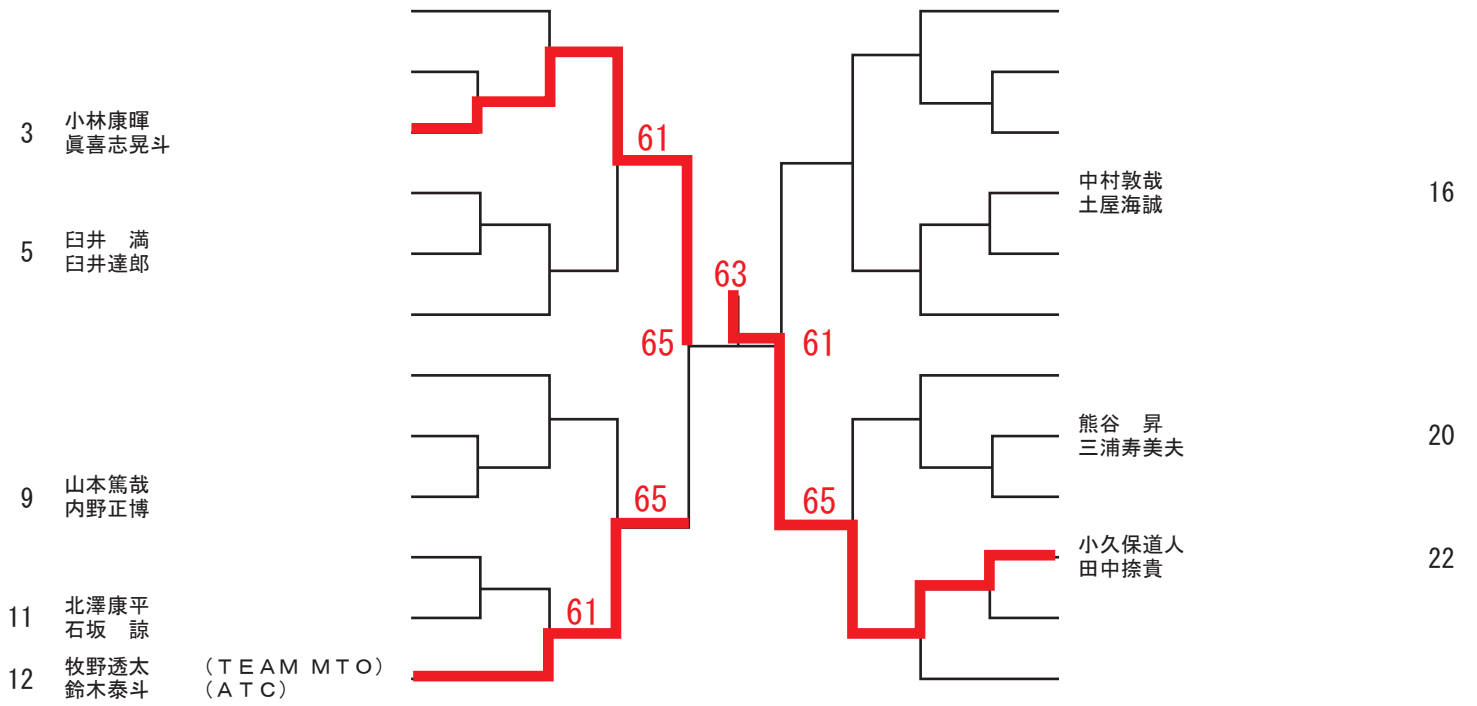 3 小林康暉
眞喜志晃斗
5 臼井　満
臼井達郎
9 山本篤哉
内野正博
11 北澤康平
石坂　諒
12 牧野透太 （ＴＥＡＭ ＭＴＯ）
鈴木泰斗 （ＡＴＣ）
61
65
65
61
63
61
65
中村敦哉 16
土屋海誠
熊谷　昇 20
三浦寿美夫
小久保道人 22
田中捺貴